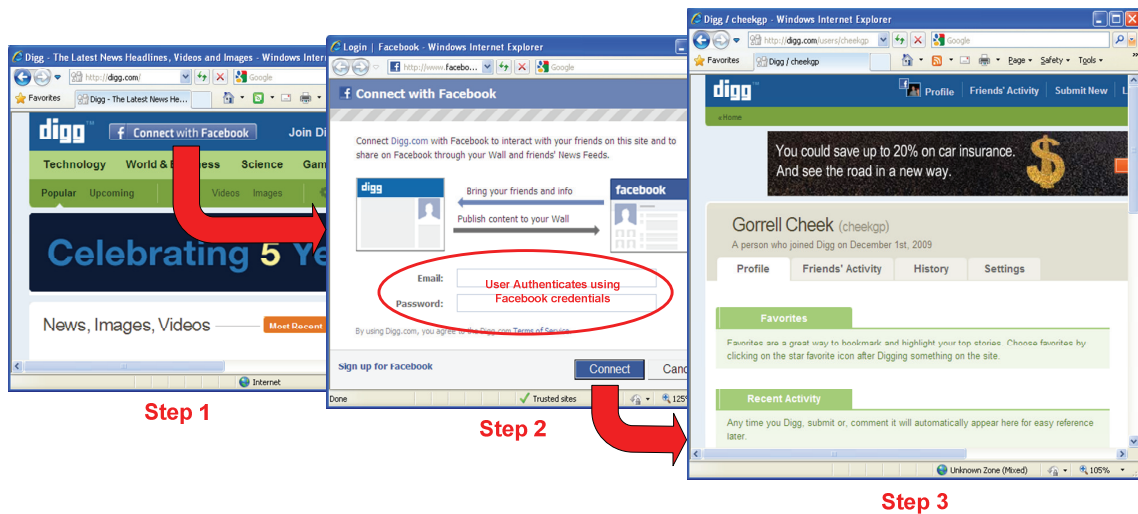 Digg - The Latest News Headlines, Videos and Images - Windows Inter
http://digg.com/
Google
Favorites
Digg - The Latest News He...
digg™
f Connect with Facebook
Join Di
Technology World & B ness Science Gam
Popular Upcoming Videos Images
Celebrating 5 Ye
News, Images, Videos
Most Recent
Internet
Step 1
Login | Facebook - Windows Internet Explorer
http://www.facebo...
Google
f Connect with Facebook
Connect Digg.com with Facebook to interact with your friends on this site and to
share on Facebook through your Wall and friends' News Feeds.
digg
Bring your friends and info
Publish content to your Wall
facebook
Email:
Password:
User Authenticates using
Facebook credentials
By using Digg.com, you agree to the Digg.com Terms of Service
Sign up for Facebook
Connect
Canc
Done
Trusted sites
125%
Step 2
Digg / cheekgp - Windows Internet Explorer
http://digg.com/users/cheekgp
Google
Favorites
Digg / cheekgp
Page Safety Tools »
digg™
f Profile Friends' Activity Submit New L
«Home
You could save up to 20% on car insurance.
And see the road in a new way.
$
Gorrell Cheek (cheekgp)
A person who joined Digg on December 1st, 2009
Profile Friends' Activity History Settings
Favorites
Favorites are a great way to bookmark and highlight your top stories. Choose favorites by
clicking on the star favorite icon after Digging something on the site.
Recent Activity
Any time you Digg, submit or, comment it will automatically appear here for easy reference
later.
Unknown Zone (Mixed)
105%
Step 3